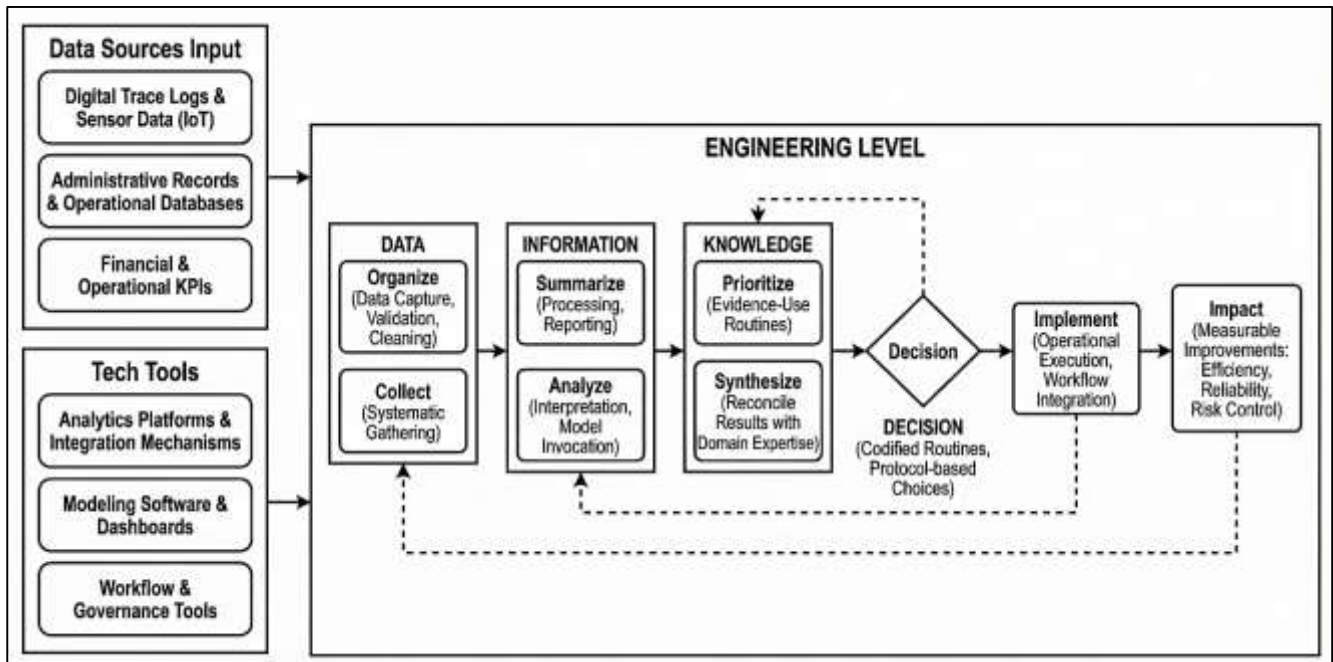 Data Sources Input
Digital Trace Logs &
Sensor Data (IoT)
Administrative Records
& Operational Databases
Financial &
Operational KPIs
Tech Tools
Analytics Platforms &
Integration Mechanisms
Modeling Software &
Dashboards
Workflow &
Governance Tools
ENGINEERING LEVEL
DATA
Organize
(Data Capture,
Validation,
Cleaning)
Collect
(Systematic
Gathering)
INFORMATION
Summarize
(Processing,
Reporting)
Analyze
(Interpretation,
Model
Invocation)
KNOWLEDGE
Prioritize
(Evidence-Use
Routines)
Synthesize
(Reconcile
Results with
Domain Expertise)
Decision
DECISION
(Codified Routines,
Protocol-based
Choices)
Implement
(Operational
Execution,
Workflow
Integration)
Impact
(Measurable
Improvements:
Efficiency,
Reliability,
Risk Control)